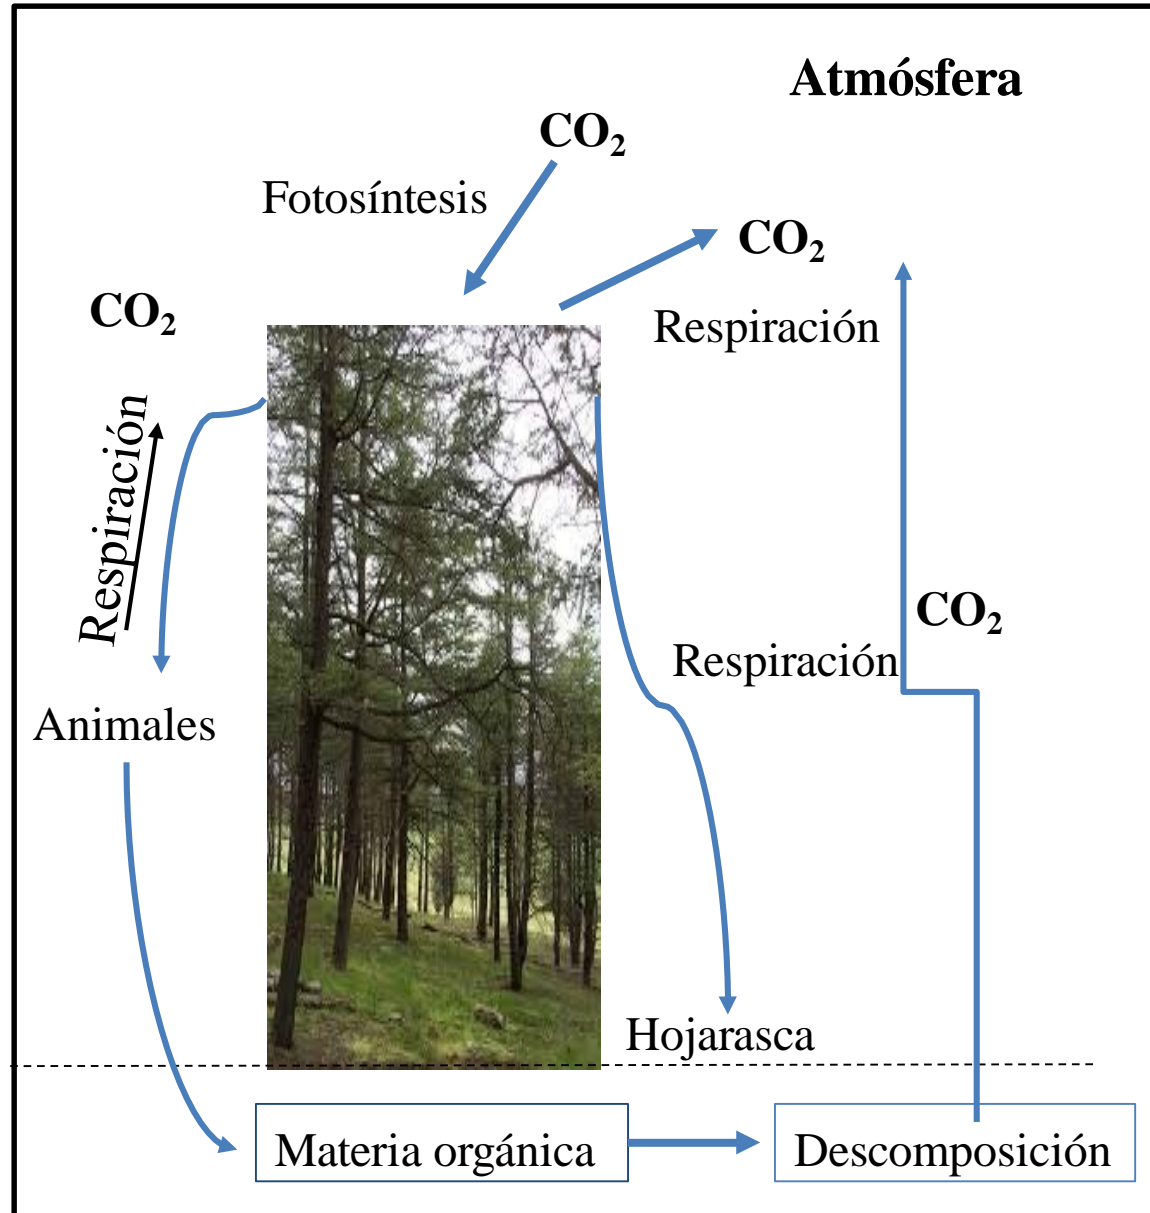 Atmósfera
CO₂
Fotosíntesis
CO₂
CO₂
Respiración
Respiración
CO₂
Respiración
Animales
Hojarasca
Materia orgánica
Descomposición